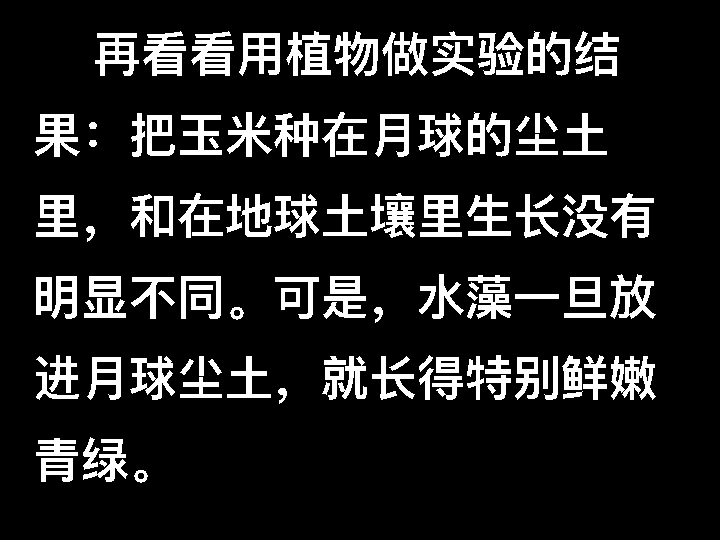 再看看用植物做实验的结
果：把玉米种在月球的尘土
里，和在地球土壤里生长没有
明显不同。可是，水藻一旦放
进月球尘土，就长得特别鲜嫩
青绿。